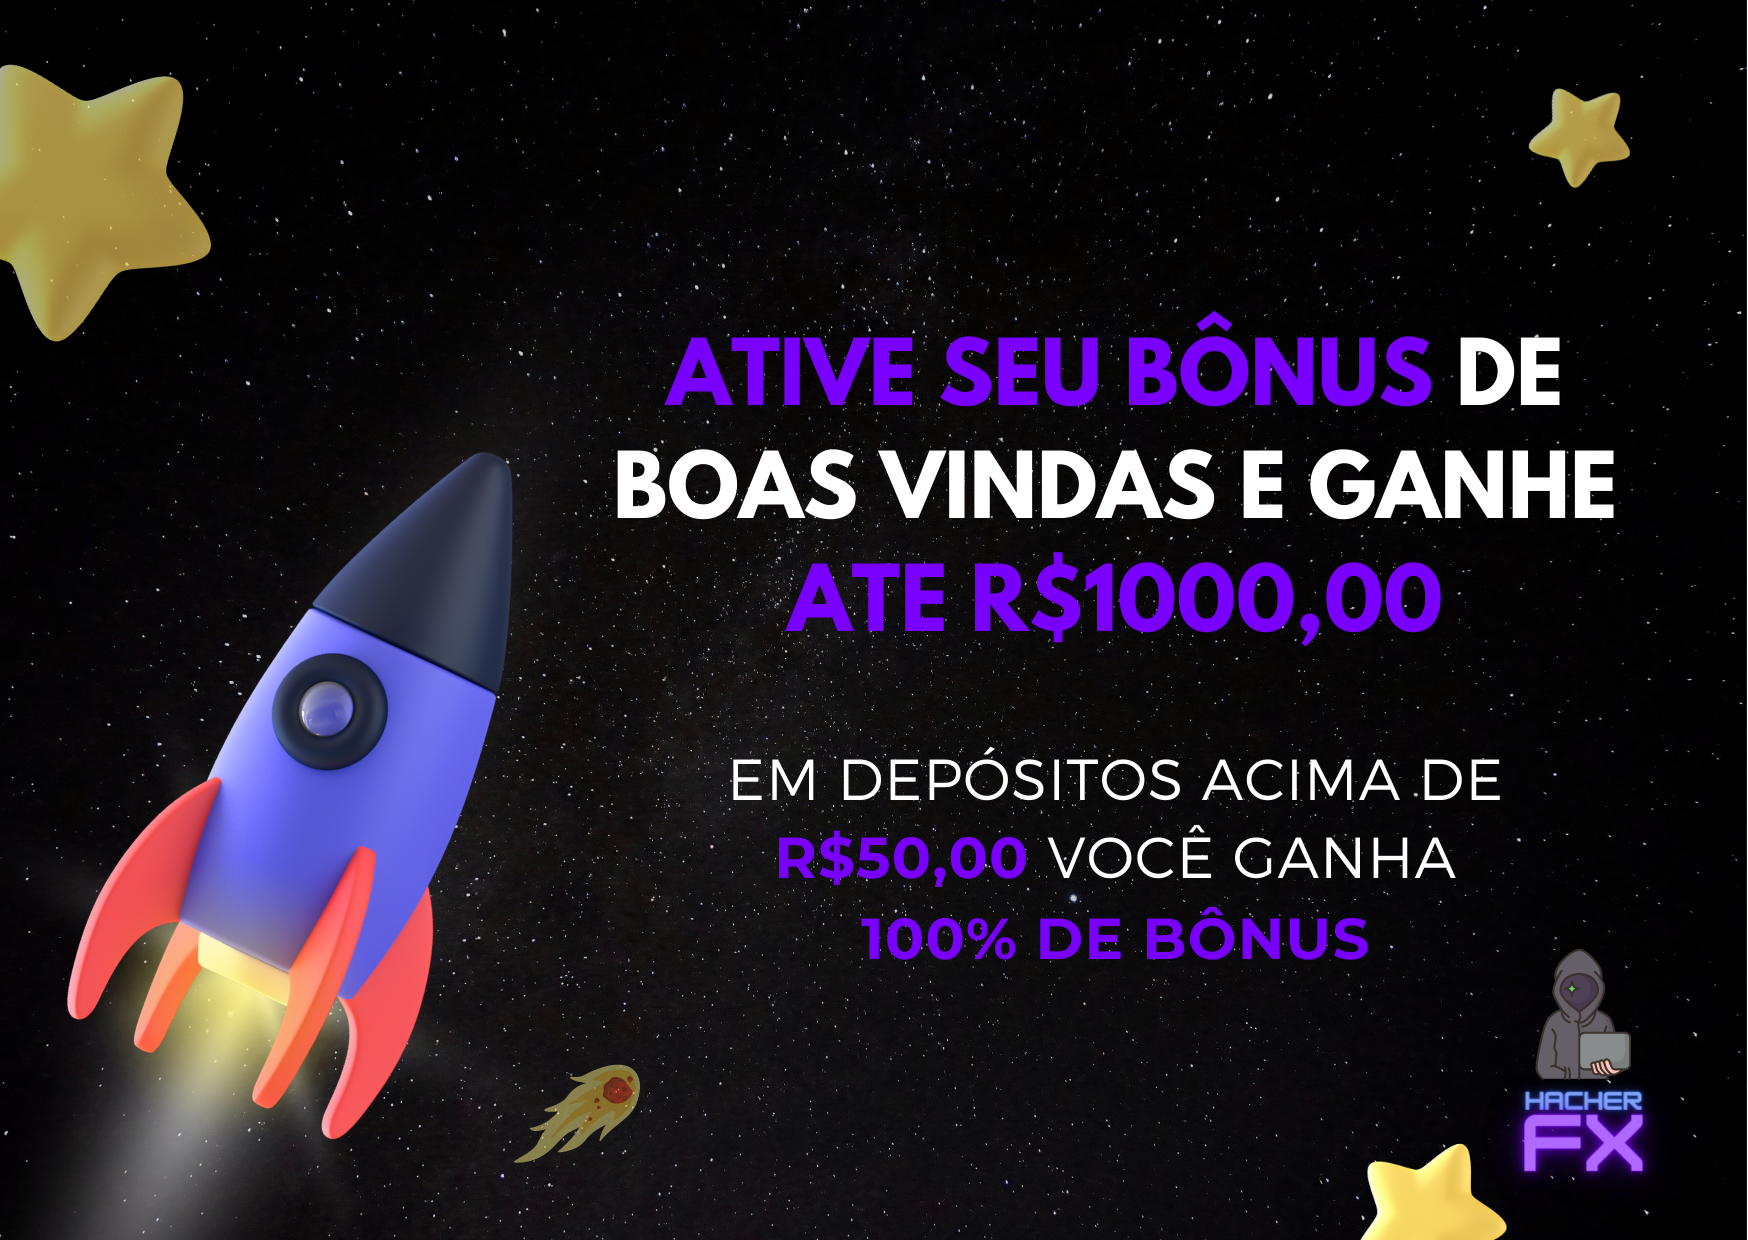 ATIVE SEU BÔNUS DE
BOAS VINDAS E GANHE
ATE R$1000,00
EM DEPÓSITOS ACIMA DE
R$50,00 VOCÊ GANHA
100% DE BÔNUS
HACHER
FX